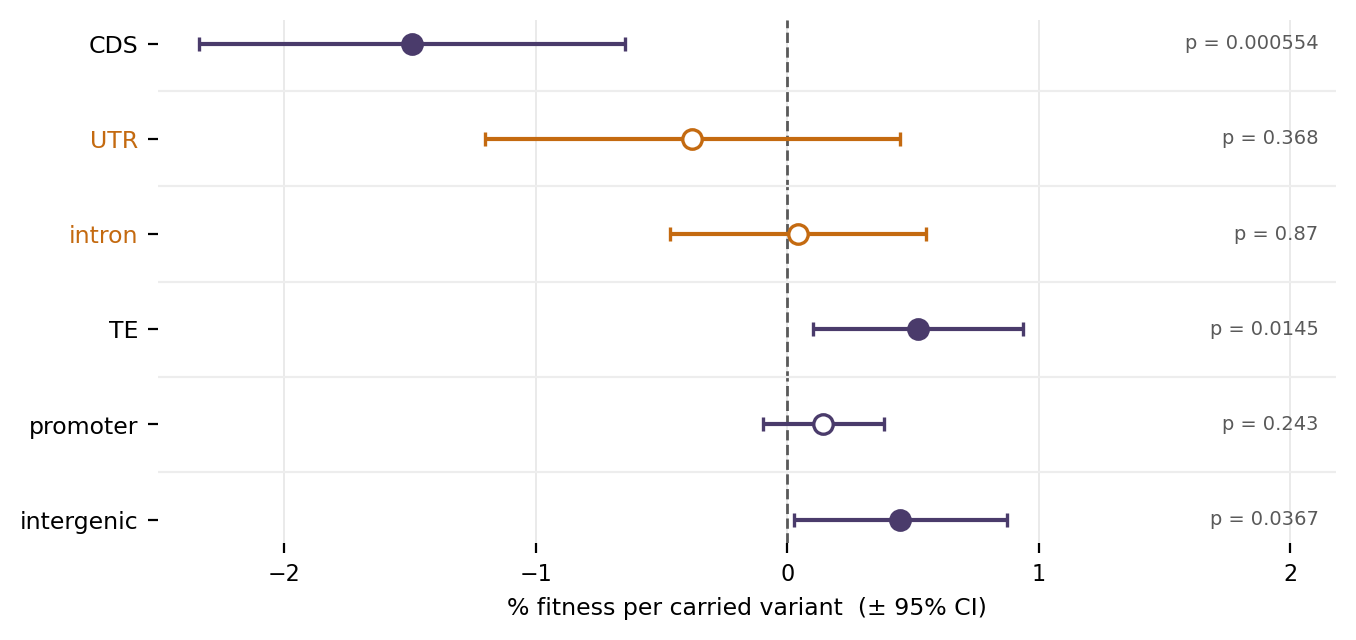 CDS p = 0.000554
UTR p = 0.368
intron p = 0.87
TE p = 0.0145
promoter p = 0.243
intergenic p = 0.0367
−2 −1 0 1 2
% fitness per carried variant (± 95% CI)